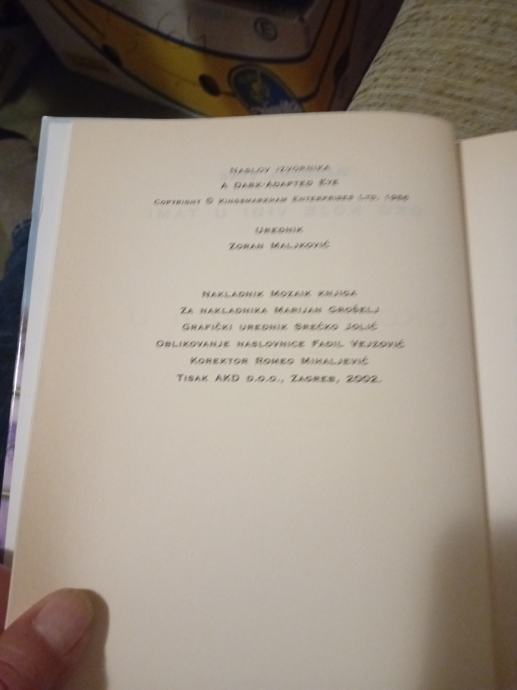 Naslov izvornika
A Dark-Adapted Eye
Copyright © Kingsmarkham Enterprises Ltd. 1986
Urednik
Zoran Maljković
Nakladnik Mozaik knjiga
Za nakladnika Marijan Grošelj
Grafički urednik Srećko Jolić
Oblikovanje naslovnice Fadil Vejzović
Korektor Romeo Mihaljević
Tisak AKD d.o.o., Zagreb, 2002.